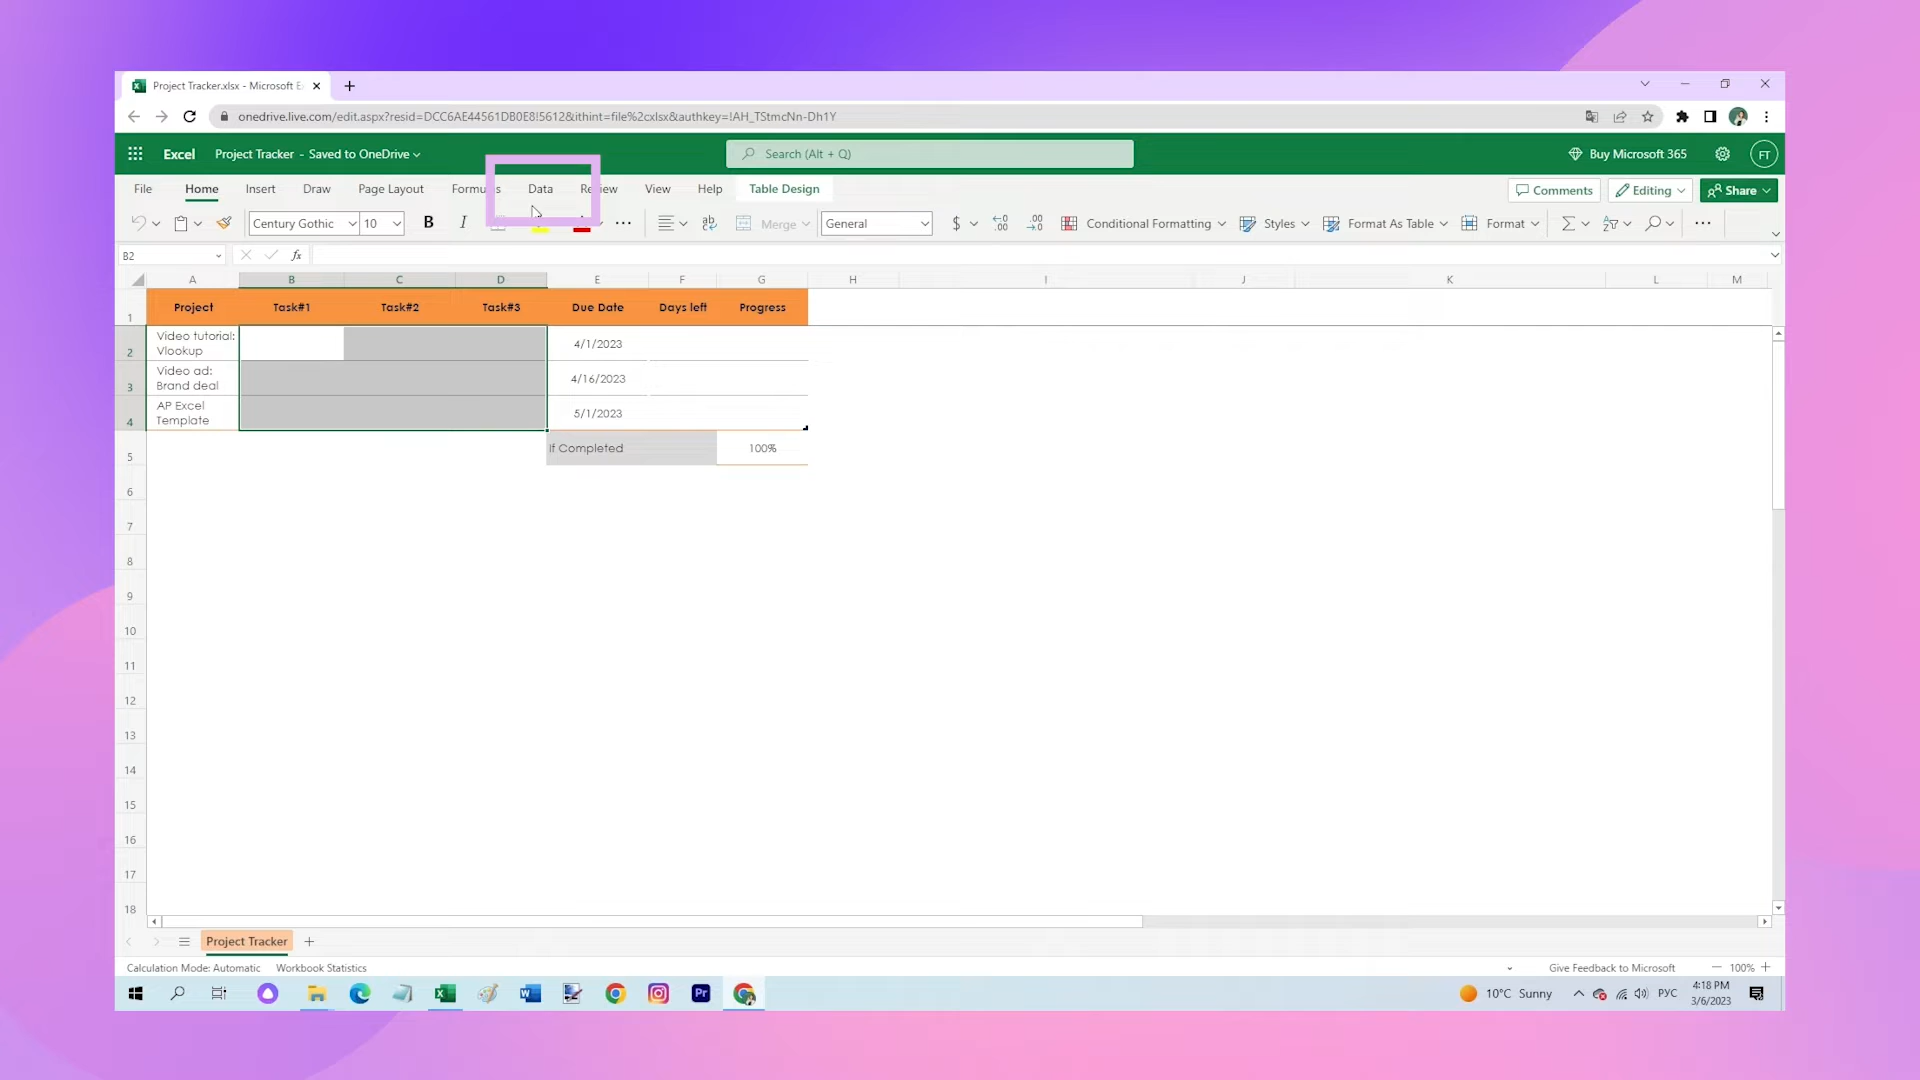 Project Tracker.xlsx - Microsoft E
onedrive.live.com/edit.aspx?resid=DCC6AE44561DB0E8!5612&ithint=file%2cxlsx&authkey=!AH_TStmcNn-Dh1Y
Excel Project Tracker - Saved to OneDrive Search (Alt + Q) Buy Microsoft 365 FT
File Home Insert Draw Page Layout Formu s Data Re iew View Help Table Design Comments Editing Share
Century Gothic 10 B I ab Merge General $ .00 Conditional Formatting Styles Format As Table Format
B2 fx
A B C D E F G H I J K L M
1 Project Task#1 Task#2 Task#3 Due Date Days left Progress
2 Video tutorial: Vlookup 4/1/2023
3 Video ad: Brand deal 4/16/2023
4 AP Excel Template 5/1/2023
5 If Completed 100%
6
7
8
9
10
11
12
13
14
15
16
17
18
Project Tracker
Calculation Mode: Automatic Workbook Statistics Give Feedback to Microsoft 100%
10°C Sunny РУС 4:18 PM
3/6/2023